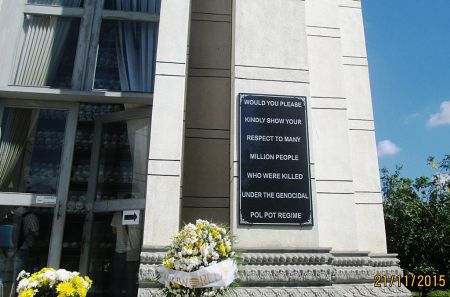 WOULD YOU PLEASE
KINDLY SHOW YOUR
RESPECT TO MANY
MILLION PEOPLE
WHO WERE KILLED
UNDER THE GENOCIDAL
POL POT REGIME
21/11/2015